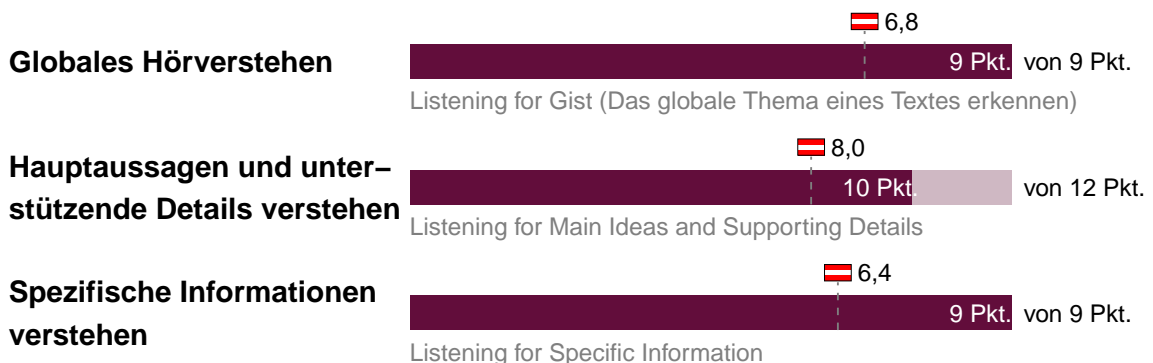 6,8
Globales Hörverstehen 9 Pkt. von 9 Pkt.
Listening for Gist (Das globale Thema eines Textes erkennen)
8,0
Hauptaussagen und unter−
stützende Details verstehen
10 Pkt. von 12 Pkt.
Listening for Main Ideas and Supporting Details
6,4
Spezifische Informationen
verstehen
9 Pkt. von 9 Pkt.
Listening for Specific Information